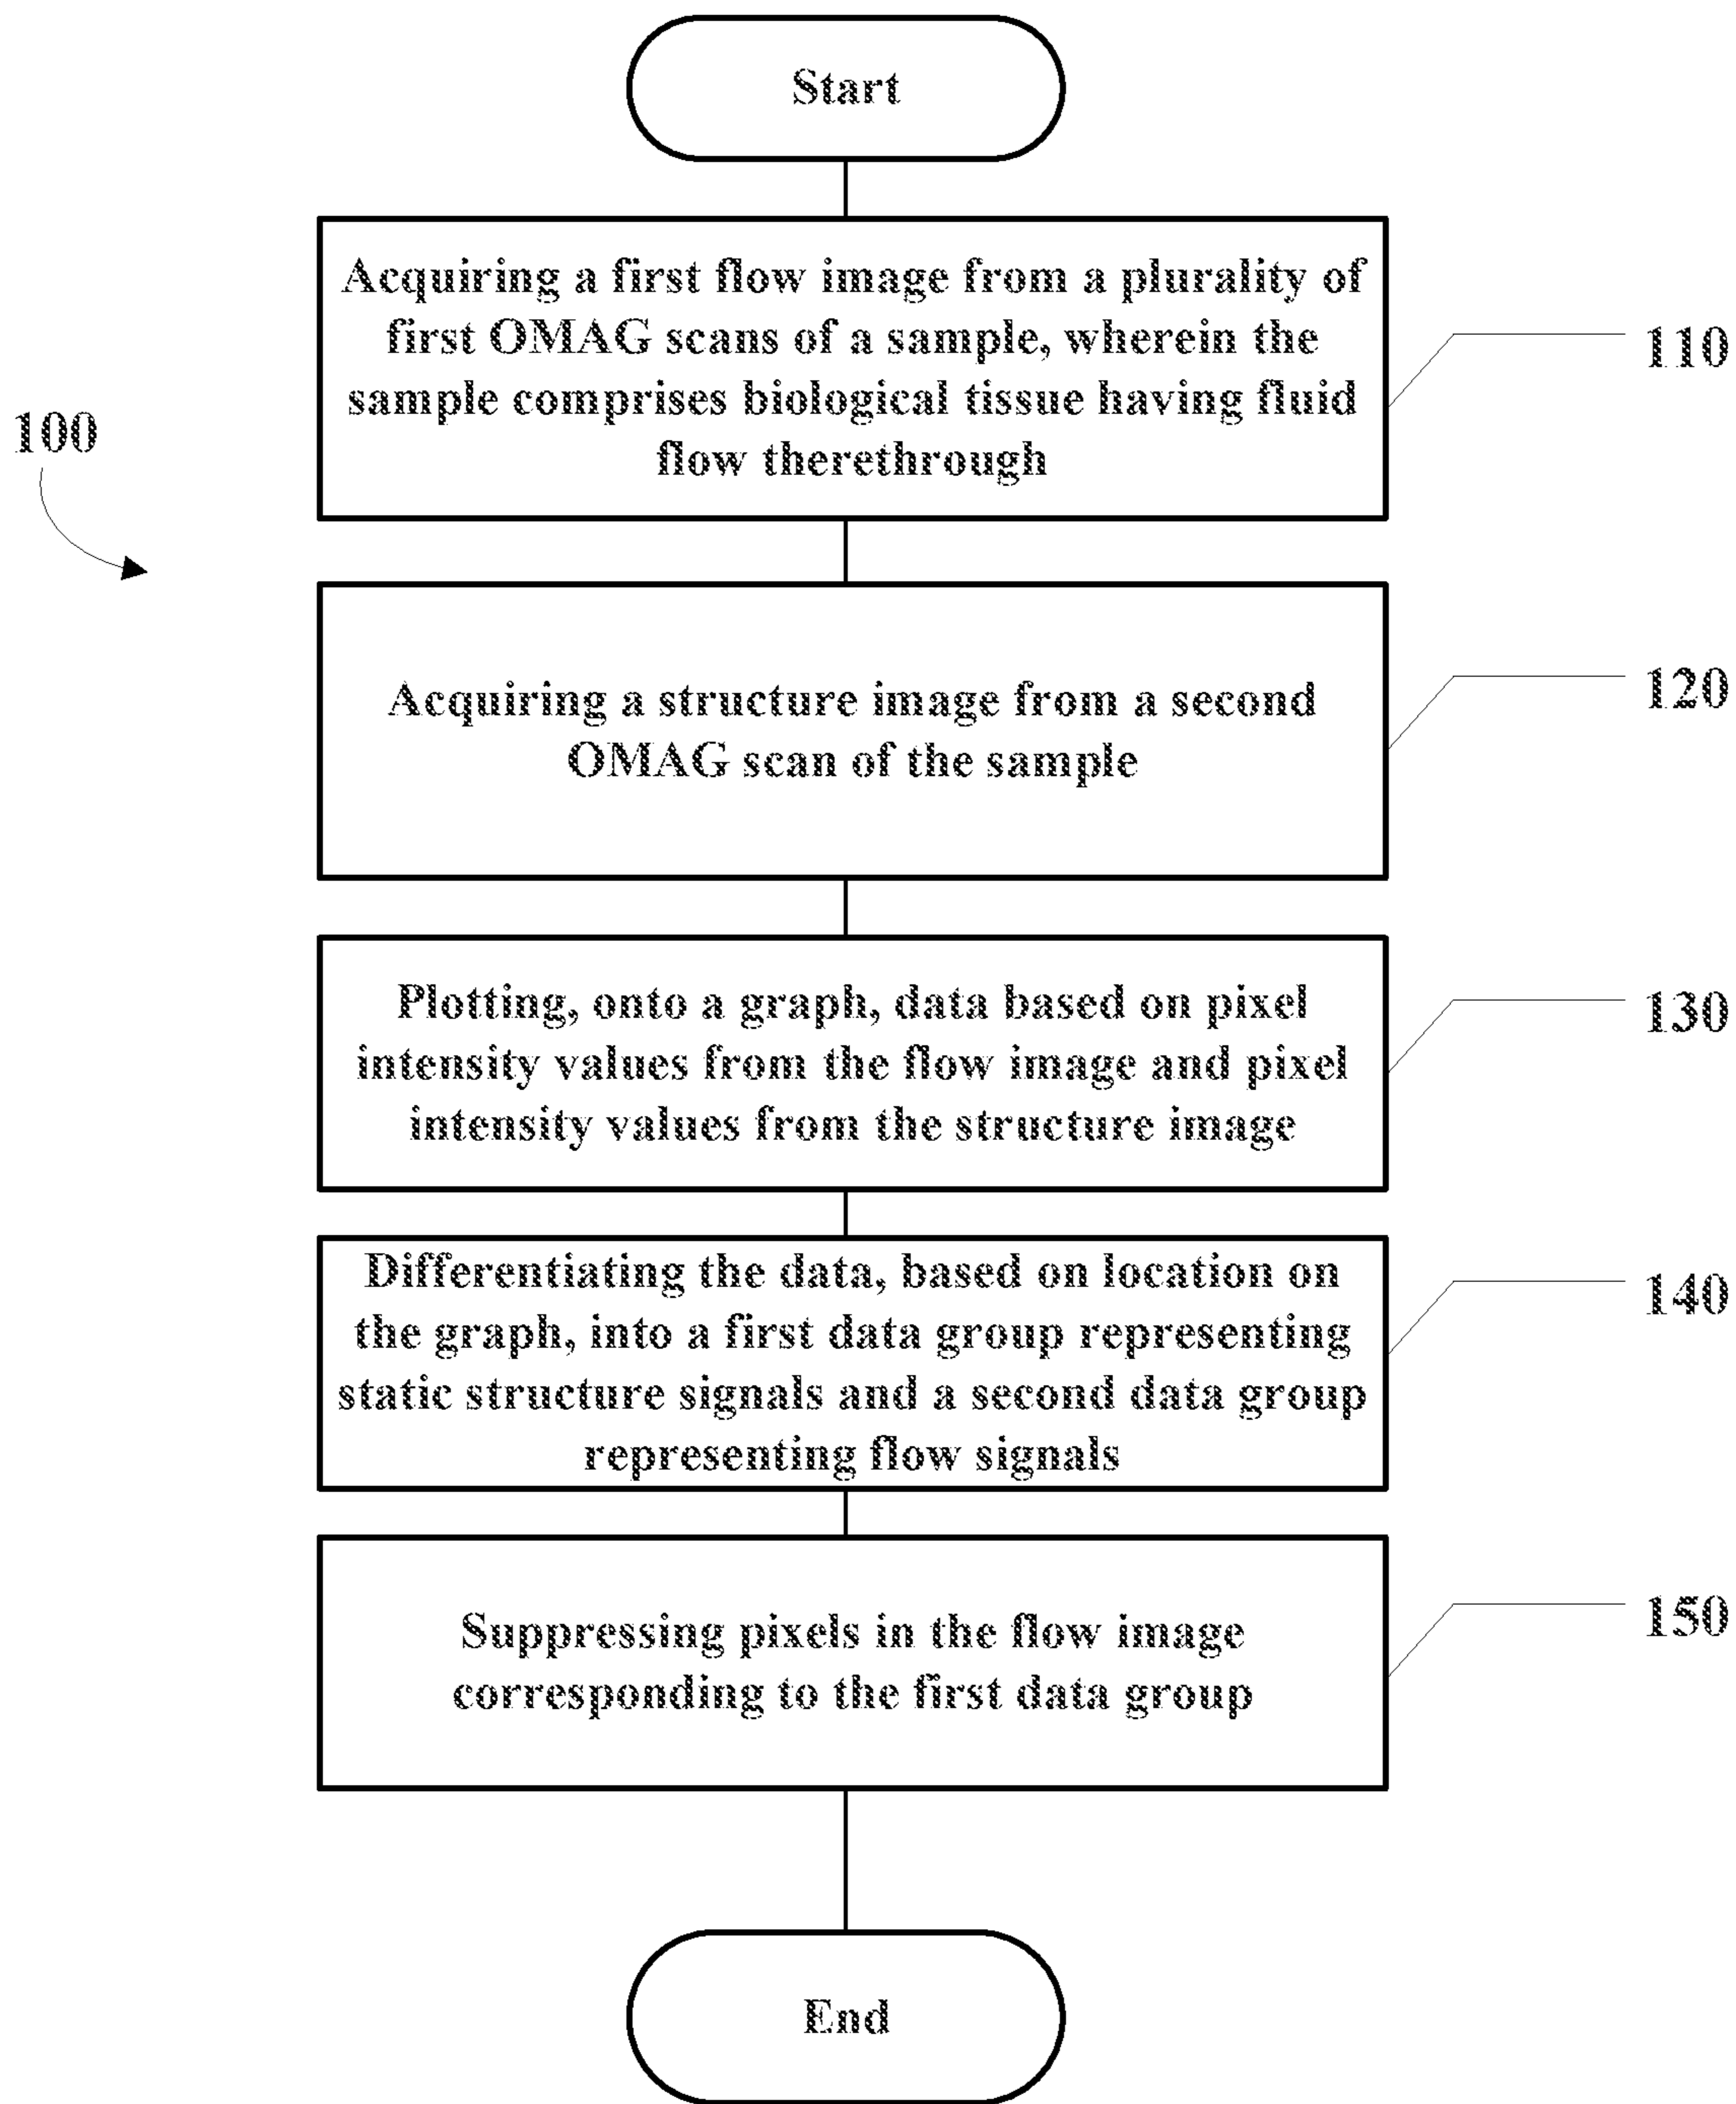 Start
Acquiring a first flow image from a plurality of
first OMAG scans of a sample, wherein the
sample comprises biological tissue having fluid
flow therethrough
110
100
Acquiring a structure image from a second
OMAG scan of the sample
120
Plotting, onto a graph, data based on pixel
intensity values from the flow image and pixel
intensity values from the structure image
130
Differentiating the data, based on location on
the graph, into a first data group representing
static structure signals and a second data group
representing flow signals
140
Suppressing pixels in the flow image
corresponding to the first data group
150
End